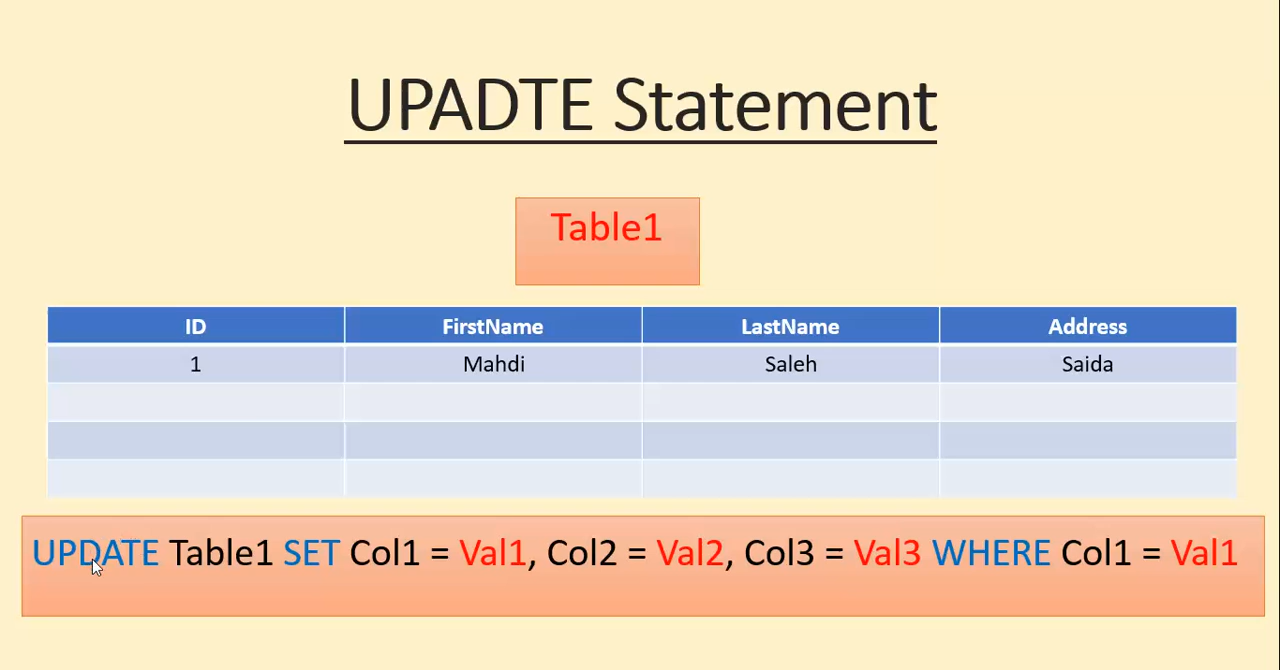 UPADTE Statement
Table1
ID FirstName LastName Address
1 Mahdi Saleh Saida
UPDATE Table1 SET Col1 = Val1, Col2 = Val2, Col3 = Val3 WHERE Col1 = Val1